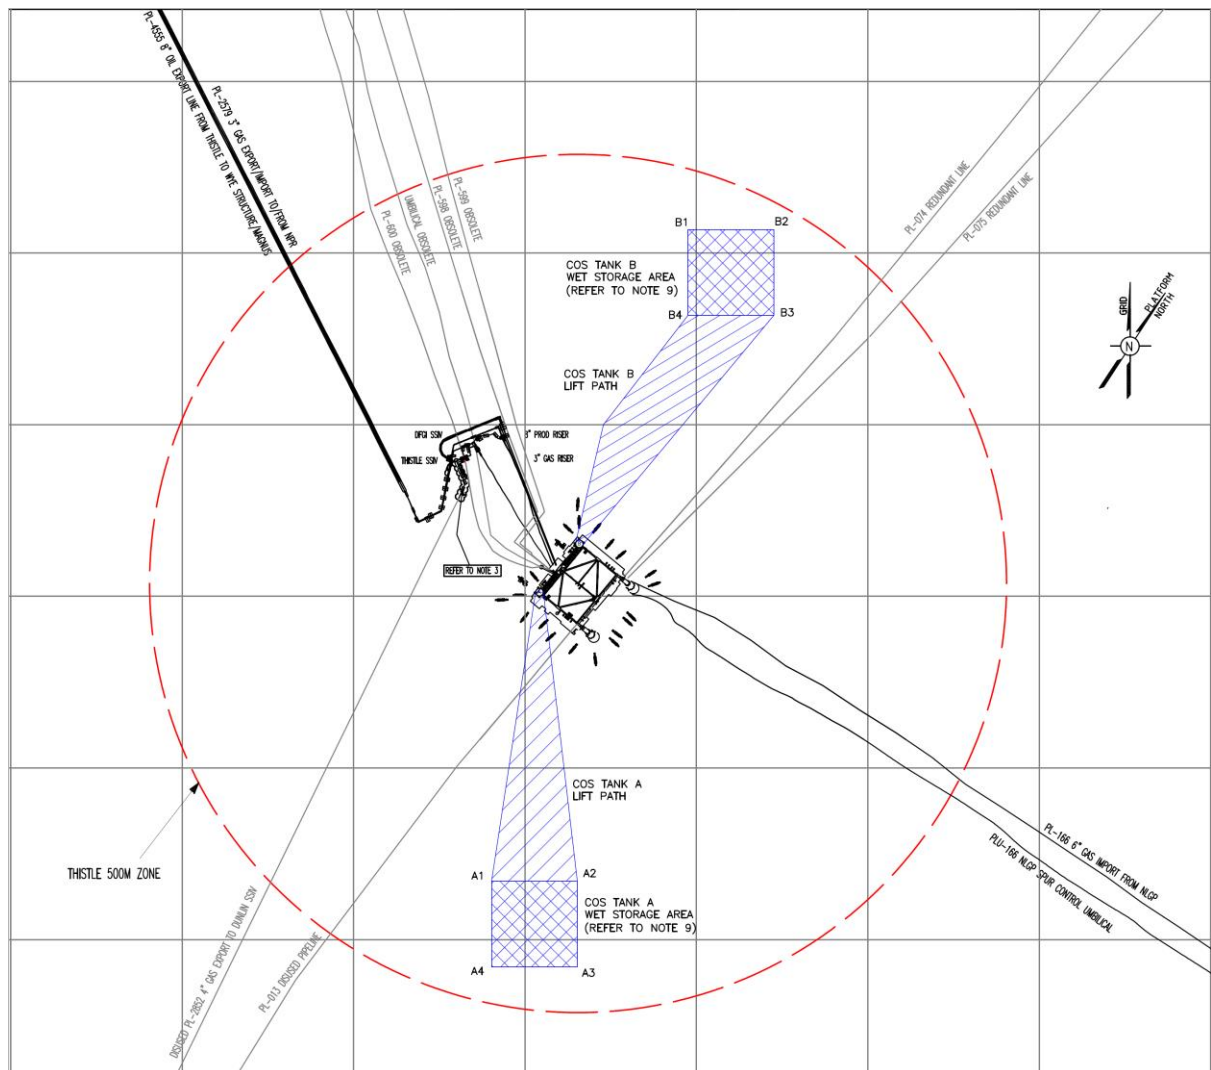 PL-4555 8" OIL EXPORT LINE FROM THISTLE TO WYE STRUCTURE/MAGNUS
PL-2579 3" GAS EXPORT/IMPORT TO/FROM NPR
PL-600 OBSOLETE
UMBILICAL OBSOLETE
PL-598 OBSOLETE
PL-599 OBSOLETE
PL-074 REDUNDANT LINE
PL-075 REDUNDANT LINE
B1
B2
COS TANK B
WET STORAGE AREA
(REFER TO NOTE 9)
B4
B3
GRID
PLATFORM
NORTH
N
COS TANK B
LIFT PATH
DFGI SSIV
8" PROD RISER
THISTLE SSIV
3" GAS RISER
REFER TO NOTE 3
COS TANK A
LIFT PATH
THISTLE 500M ZONE
A1
A2
COS TANK A
WET STORAGE AREA
(REFER TO NOTE 9)
A4
A3
PL-166 6" GAS IMPORT FROM NLGP
PLU-166 NLGP SPUR CONTROL UMBILICAL
DISUSED PL-2852 4" GAS EXPORT TO DUNLIN SSIV
PL-013 DISUSED PIPELINE